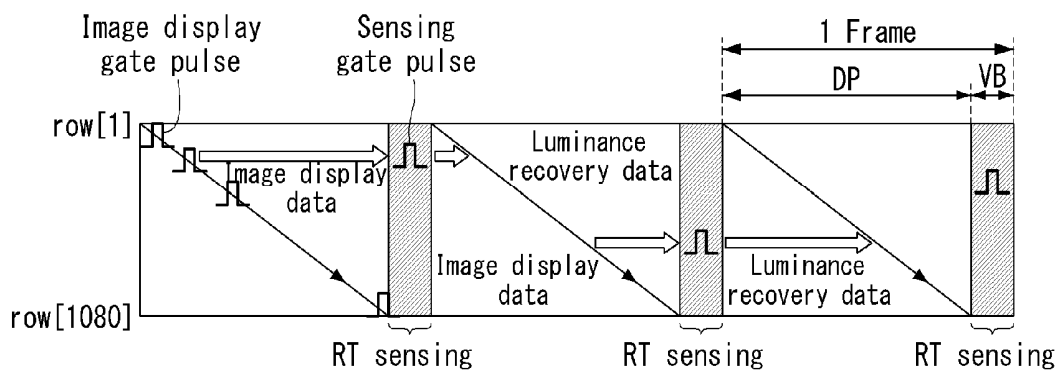 Image display
gate pulse
Sensing
gate pulse
1 Frame
DP
VB
row[1]
Image display
data
Luminance
recovery data
Image display
data
Luminance
recovery data
row[1080]
RT sensing
RT sensing
RT sensing